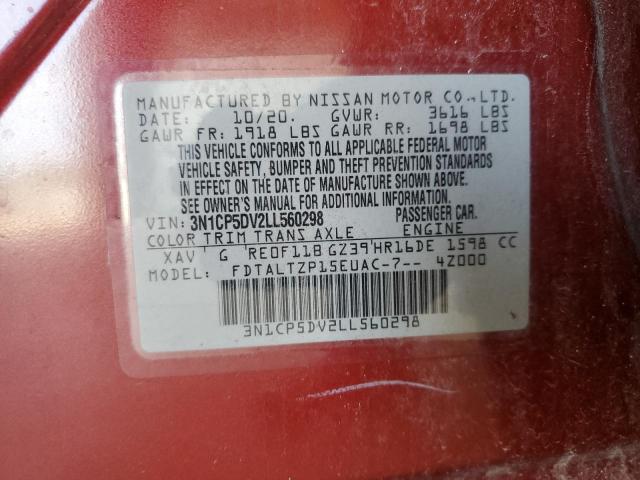 MANUFACTURED BY NISSAN MOTOR CO., LTD.
DATE: 10/20. GVWR: 3616 LBS
GAWR FR: 1918 LBS GAWR RR: 1698 LBS
THIS VEHICLE CONFORMS TO ALL APPLICABLE FEDERAL MOTOR
VEHICLE SAFETY, BUMPER AND THEFT PREVENTION STANDARDS
IN EFFECT ON THE DATE OF MANUFACTURE SHOWN ABOVE.
SEE OWNER'S MANUAL FOR ADDITIONAL INFORMATION.
VIN: 3N1CP5DV2LL560298 PASSENGER CAR.
COLOR TRIM TRANS AXLE ENGINE
XAV G RE0F11B GZ39 HR16DE 1598 CC
MODEL: FDTALTZP15EUAC-7-- 4Z000
3N1CP5DV2LL560298